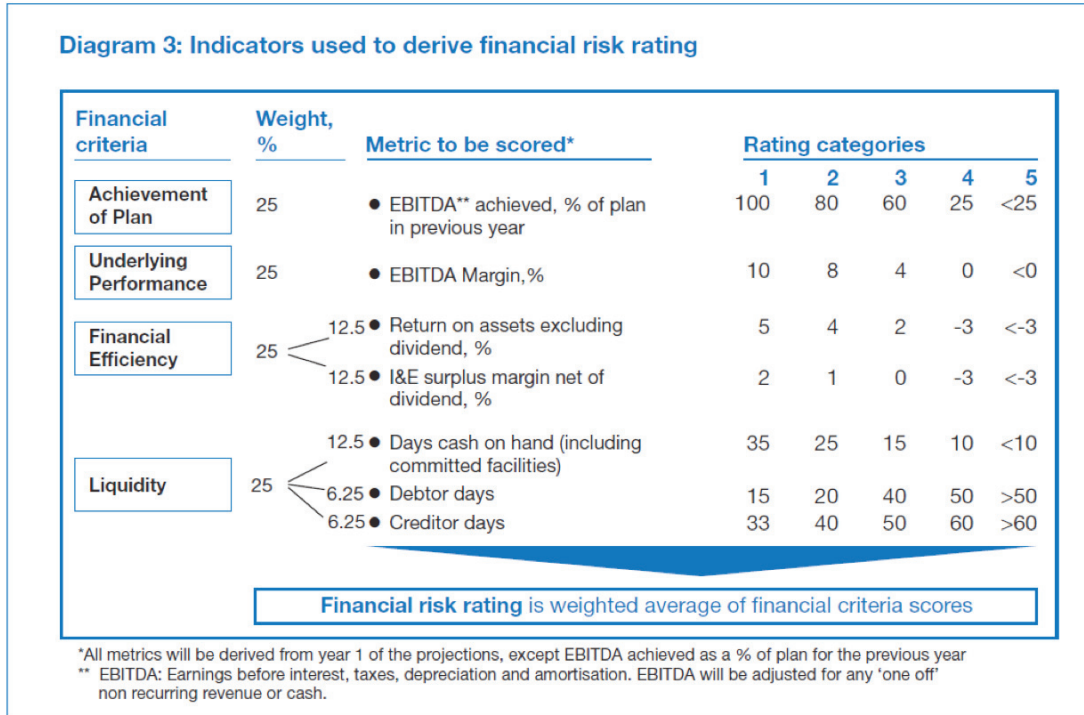 Diagram 3: Indicators used to derive financial risk rating
Financial criteria Weight, % Metric to be scored* Rating categories
1 2 3 4 5
Achievement of Plan 25 ● EBITDA** achieved, % of plan in previous year 100 80 60 25 <25
Underlying Performance 25 ● EBITDA Margin,% 10 8 4 0 <0
Financial Efficiency 25 12.5 ● Return on assets excluding dividend, % 5 4 2 -3 <-3
12.5 ● I&E surplus margin net of dividend, % 2 1 0 -3 <-3
Liquidity 25 12.5 ● Days cash on hand (including committed facilities) 35 25 15 10 <10
6.25 ● Debtor days 15 20 40 50 >50
6.25 ● Creditor days 33 40 50 60 >60
Financial risk rating is weighted average of financial criteria scores
*All metrics will be derived from year 1 of the projections, except EBITDA achieved as a % of plan for the previous year
** EBITDA: Earnings before interest, taxes, depreciation and amortisation. EBITDA will be adjusted for any ‘one off’
non recurring revenue or cash.